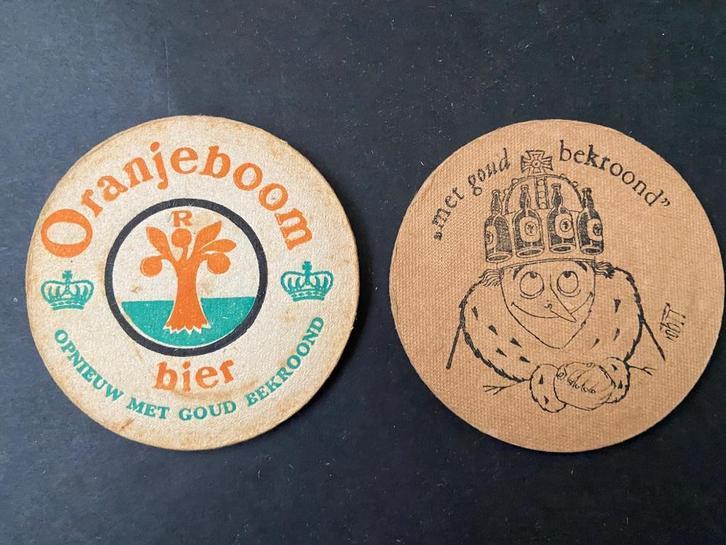 Oranjeboom
R
bier
OPNIEUW MET GOUD BEKROOND
„met goud bekroond”